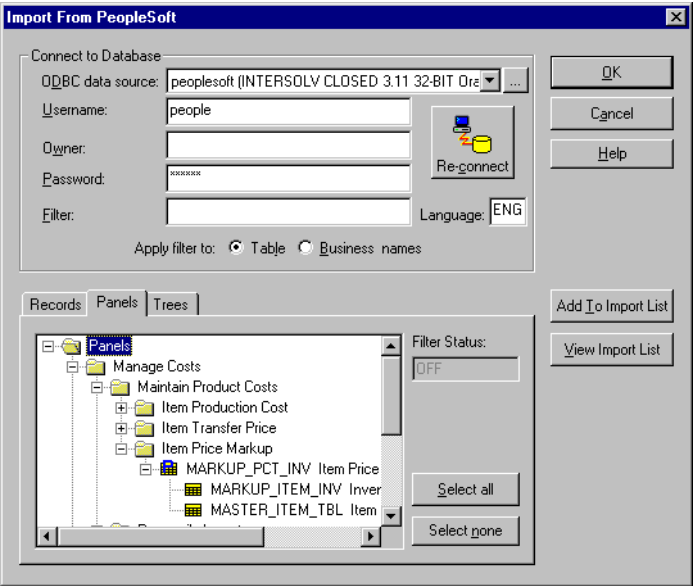 Import From PeopleSoft
Connect to Database
ODBC data source: peoplesoft (INTERSOLV CLOSED 3.11 32-BIT Ora ...
Username: people
Owner:
Password: xxxxxx
Re-connect
Filter:
Language: ENG
Apply filter to: Table Business names
OK
Cancel
Help
Records Panels Trees
Add To Import List
View Import List
Panels
Manage Costs
Maintain Product Costs
Item Production Cost
Item Transfer Price
Item Price Markup
MARKUP_PCT_INV Item Price
MARKUP_ITEM_INV Inver
MASTER_ITEM_TBL Item
Filter Status:
OFF
Select all
Select none